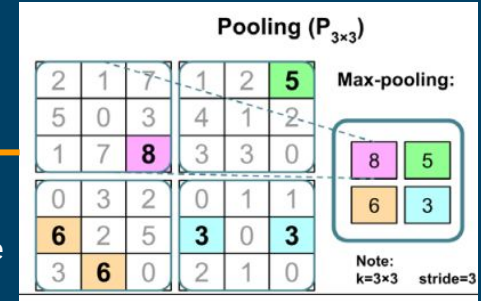 Pooling (P3×3)
2 1 7 1 2 5
Max-pooling:
5 0 3 4 1 2
1 7 8 3 3 0
8 5
0 3 2 0 1 1
6 3
6 2 5 3 0 3
e
3 6 0 2 1 0
Note:
k=3×3 stride=3